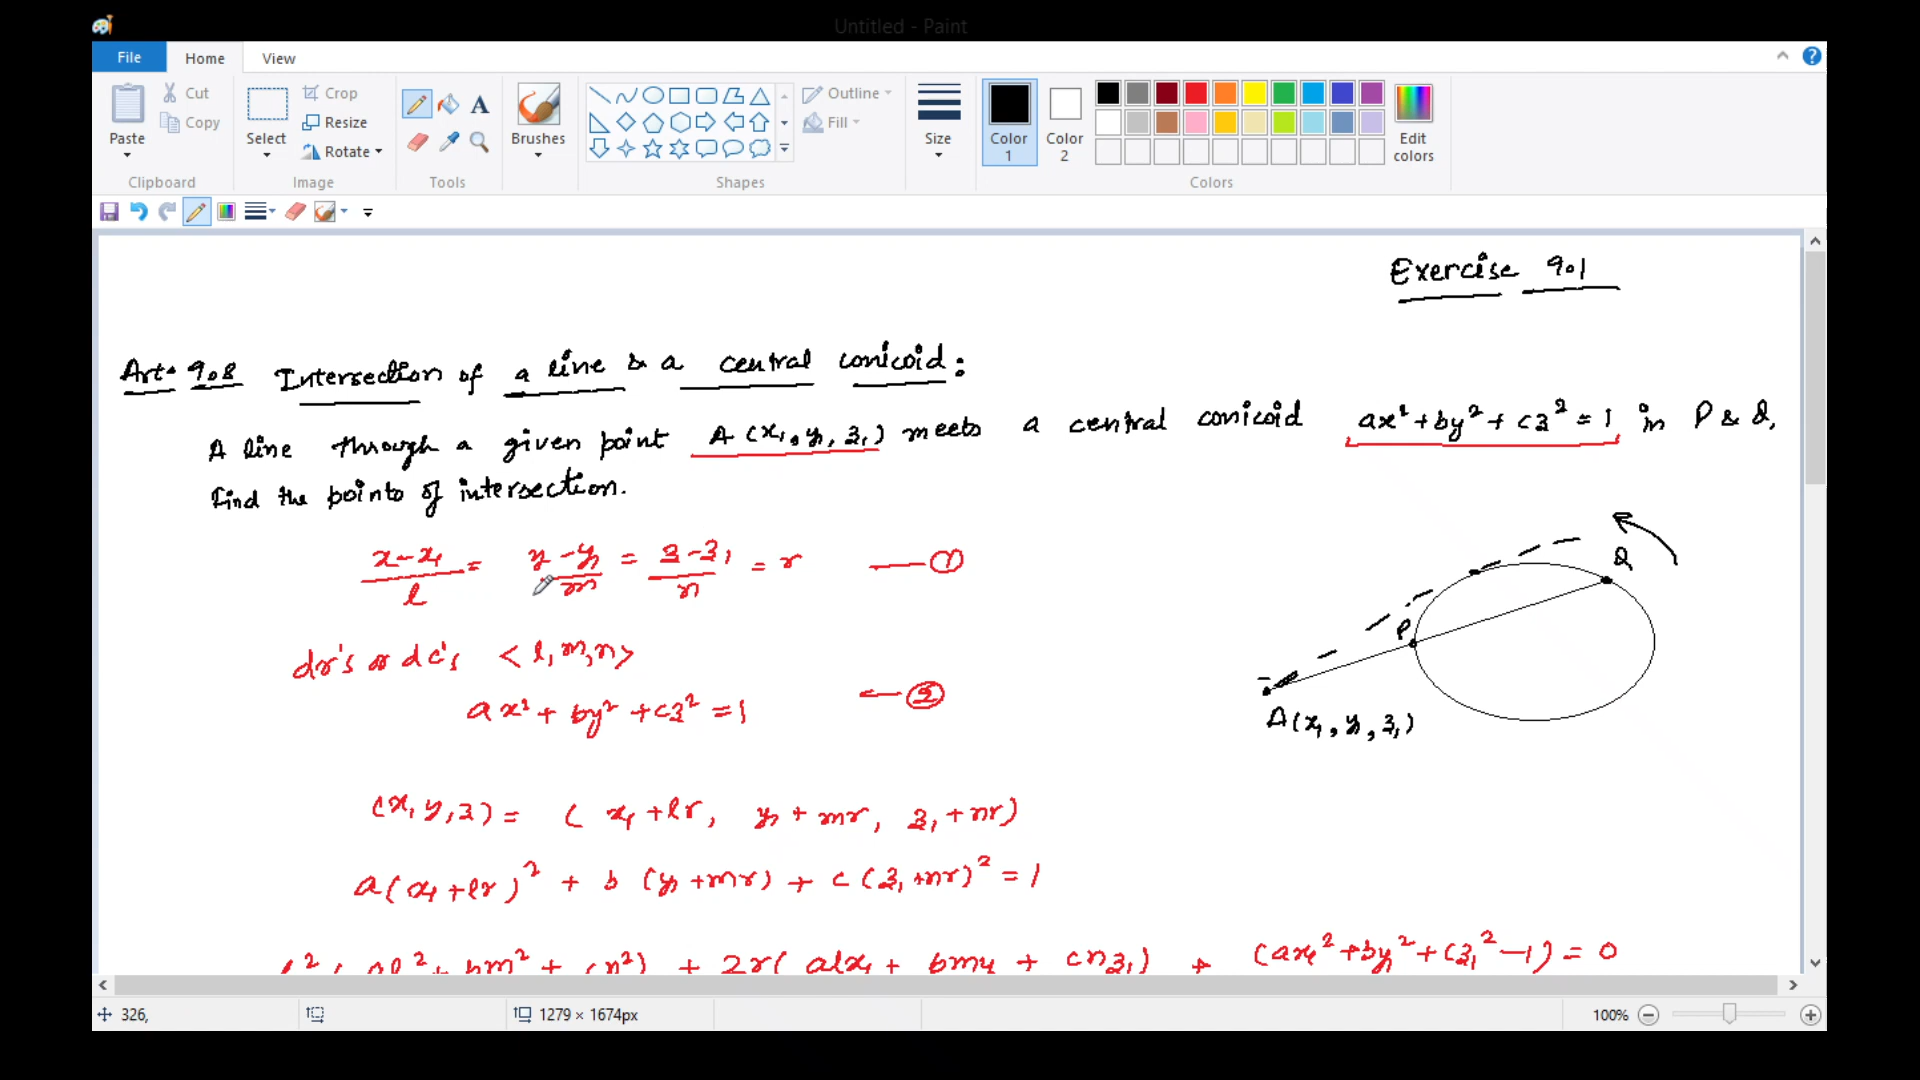 Untitled - Paint
File Home View
Paste Cut Copy Clipboard
Select Crop Resize Rotate Image
Tools
Brushes
Outline Fill Shapes
Size
Color 1 Color 2 Edit colors Colors
Exercise 9.1
Art. 9.8 Intersection of a line & a central conicoid:
A line through a given point A (x₁, y₁, z₁) meets a central conicoid ax² + by² + cz² = 1 in P & Q,
find the points of intersection.
(x-x₁)/l = (y-y₁)/m = (z-z₁)/n = r —— ①
Q
P
dr's or dc's <l, m, n>
ax² + by² + cz² = 1 —— ②
A(x₁, y₁, z₁)
(x, y, z) = (x₁ + lr, y₁ + mr, z₁ + nr)
a(x₁ + lr)² + b (y₁ + mr) + c (z₁ + nr)² = 1
r² (al² + bm² + cn²) + 2r( alx₁ + bmy₁ + cnz₁) + (ax₁² + by₁² + cz₁² - 1) = 0
326,
1279 × 1674px
100%